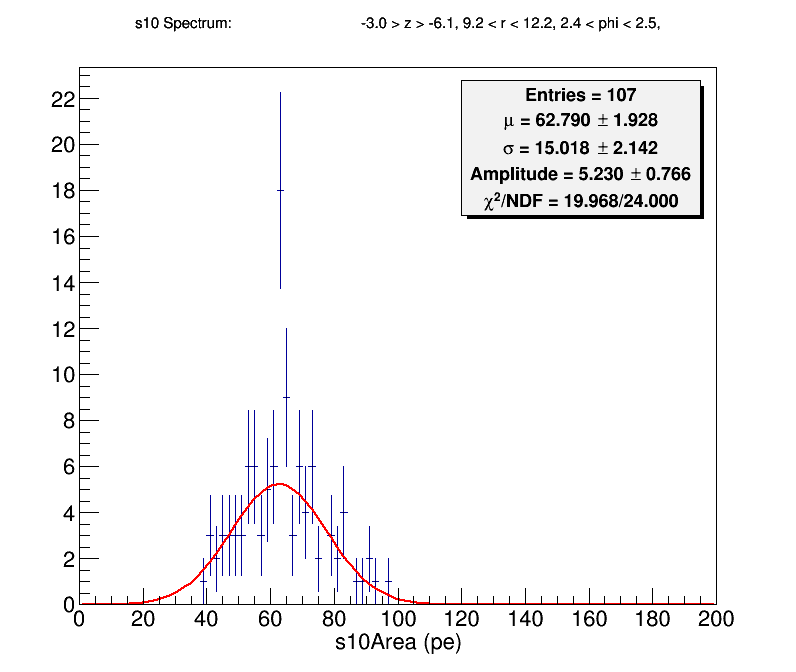 s10 Spectrum: -3.0 > z > -6.1, 9.2 < r < 12.2, 2.4 < phi < 2.5,
Entries = 107
μ = 62.790 ± 1.928
σ = 15.018 ± 2.142
Amplitude = 5.230 ± 0.766
χ²/NDF = 19.968/24.000
22
20
18
16
14
12
10
8
6
4
2
0
0 20 40 60 80 100 120 140 160 180 200
s10Area (pe)